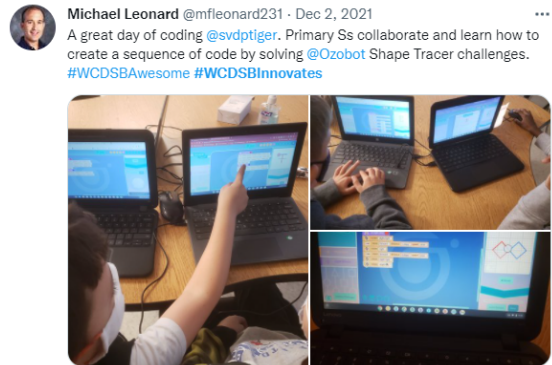 Michael Leonard @mfleonard231 · Dec 2, 2021
A great day of coding @svdptiger. Primary Ss collaborate and learn how to
create a sequence of code by solving @Ozobot Shape Tracer challenges.
#WCDSBAwesome #WCDSBInnovates